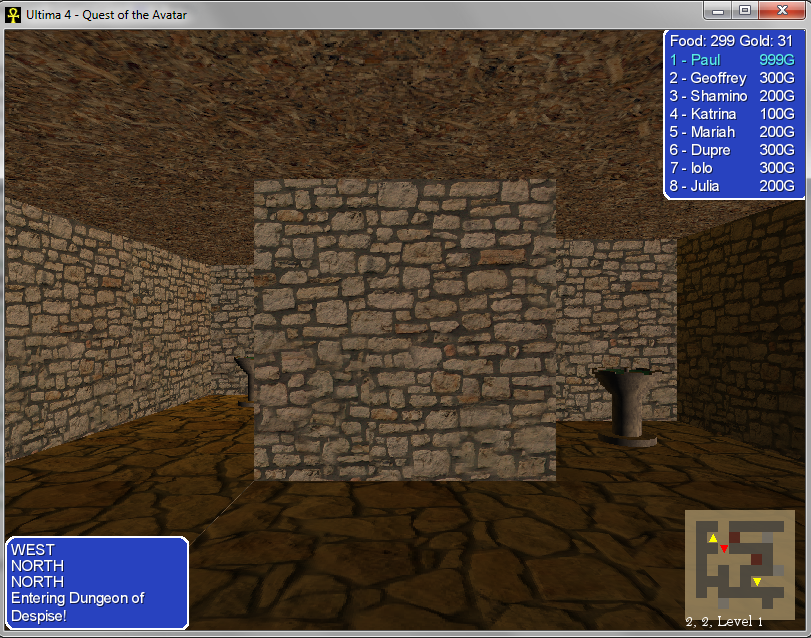 Ultima 4 - Quest of the Avatar
Food: 299 Gold: 31
1 - Paul 999G
2 - Geoffrey 300G
3 - Shamino 200G
4 - Katrina 100G
5 - Mariah 200G
6 - Dupre 300G
7 - Iolo 300G
8 - Julia 200G
WEST
NORTH
NORTH
Entering Dungeon of
Despise!
2, 2, Level 1